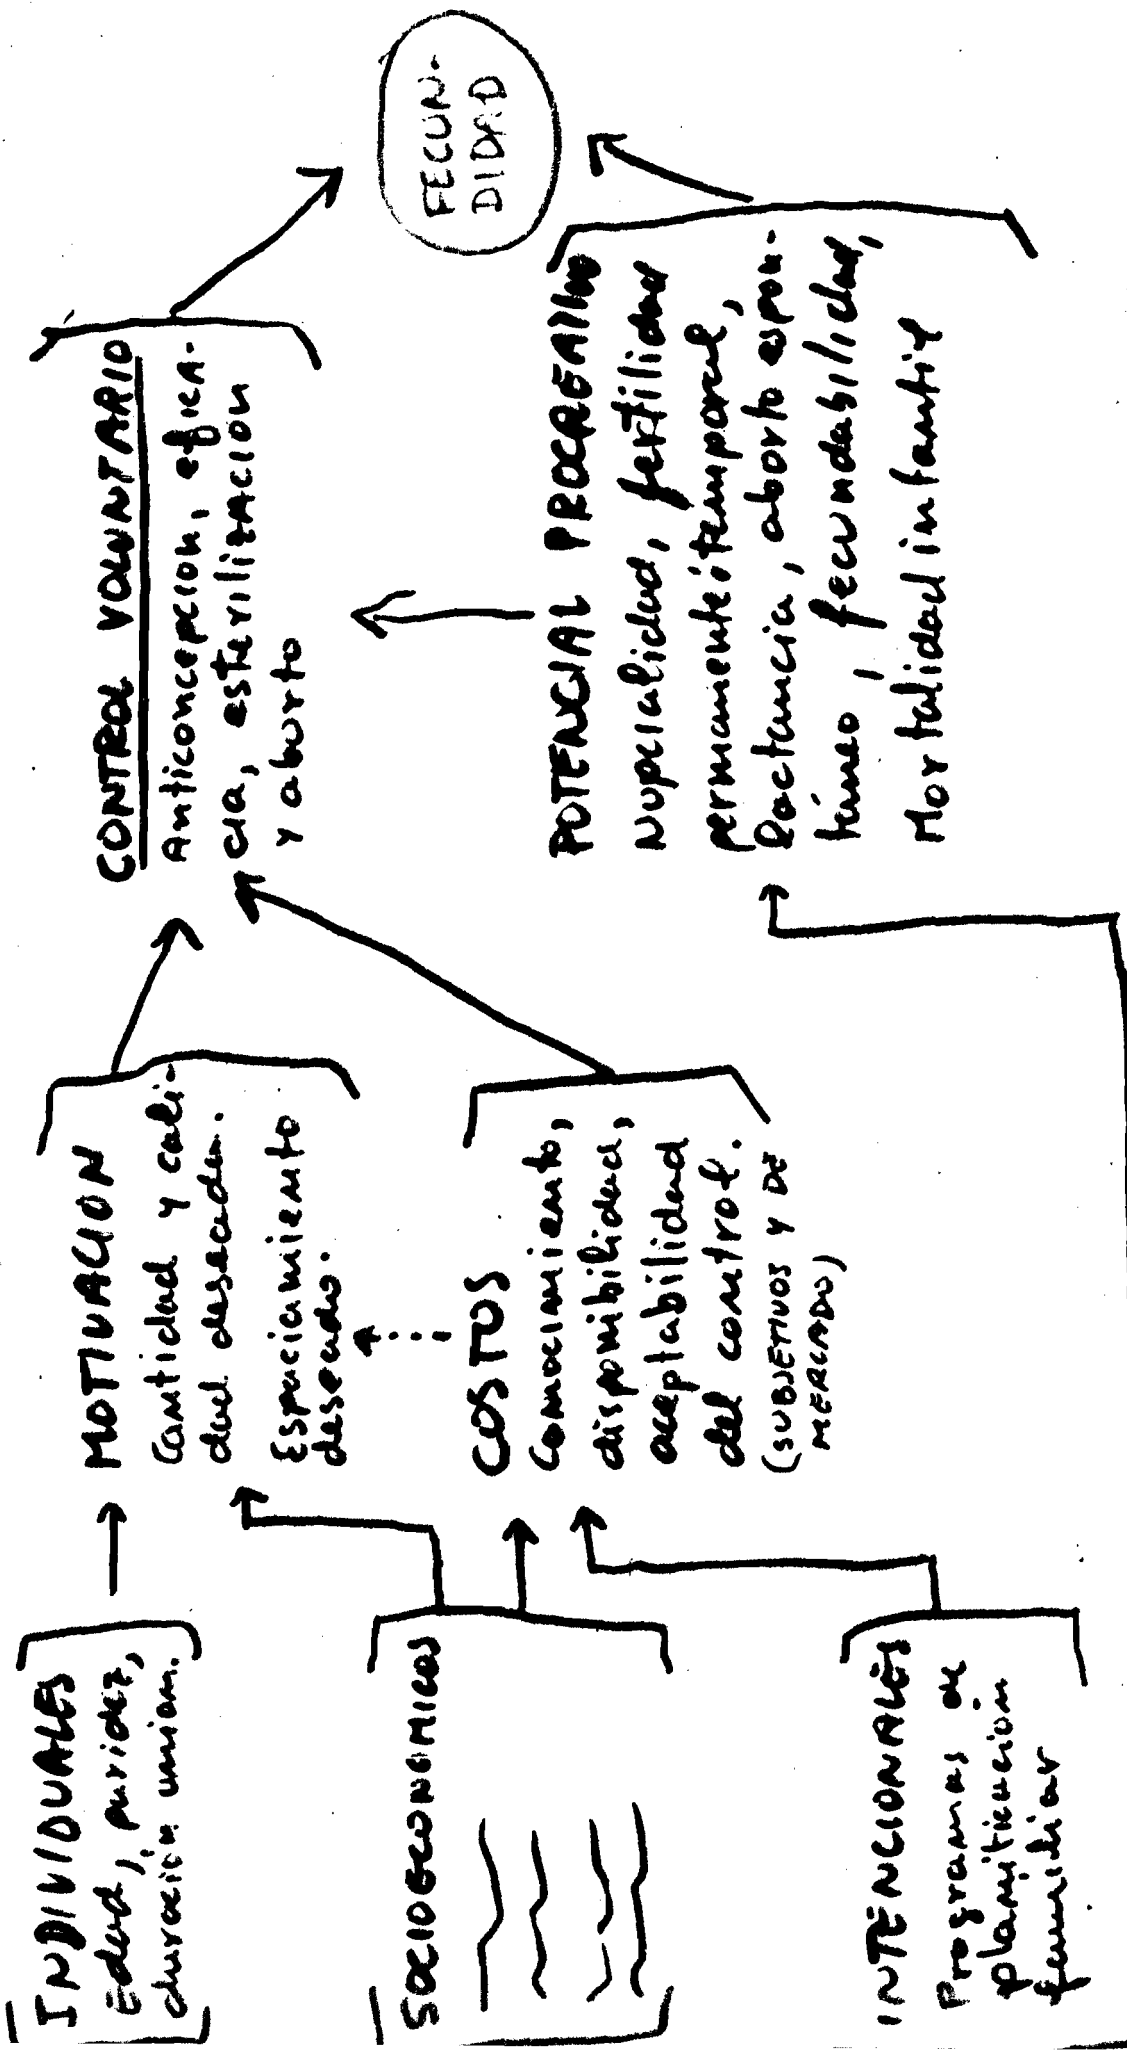 INDIVIDUALES
Edad, paridez,
duración unión.
SOCIOECONOMICOS
INTENCIONALES
Programas de
planificación
familiar
MOTIVACION
Cantidad y cali-
dad deseada.
Espaciamiento
deseado.
COSTOS
Conocimiento,
disponibilidad,
aceptabilidad
del control.
(SUBJETIVOS Y DE
MERCADO)
CONTROL VOLUNTARIO
Anticoncepcion, efica-
cia, esterilizacion
y aborto
POTENCIAL PROCREATIVO
Nupcialidad, fertilidad
permanente i temporal,
lactancia, aborto espon-
táneo, fecundabilidad,
Mortalidad infantil
FECUN-
DIDAD